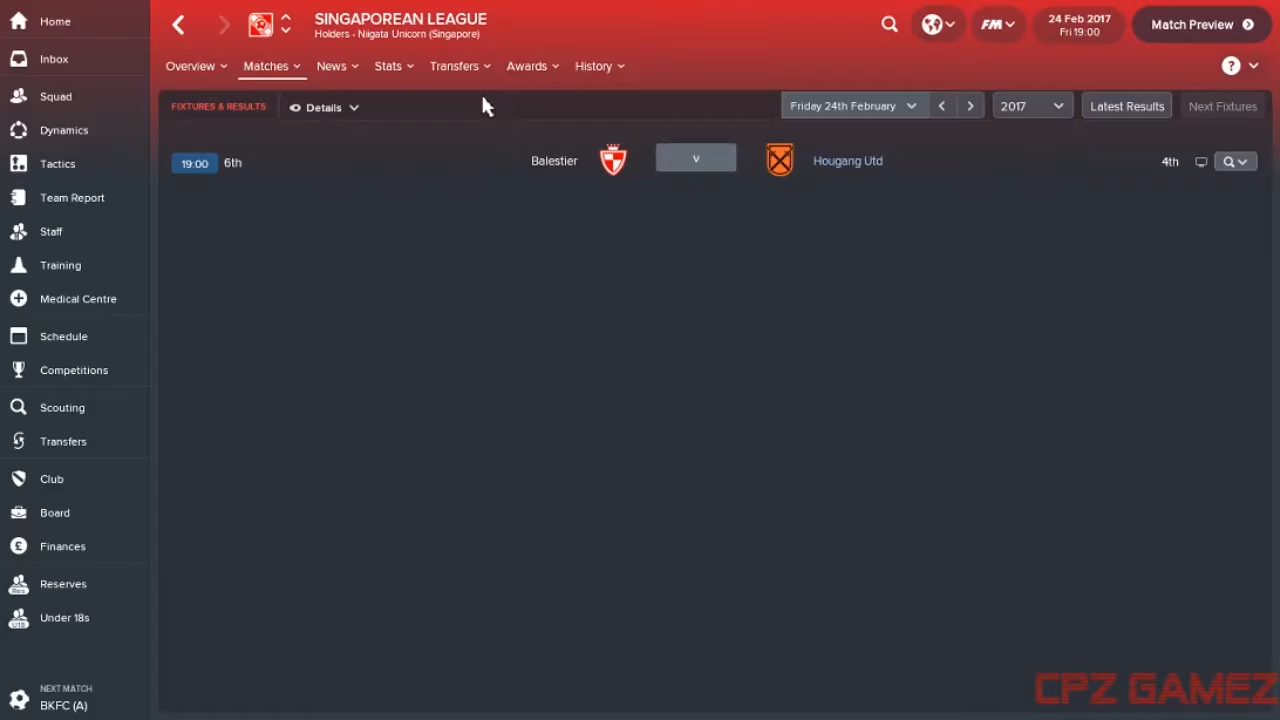 Home
Inbox
Squad
Dynamics
Tactics
Team Report
Staff
Training
Medical Centre
Schedule
Competitions
Scouting
Transfers
Club
Board
£ Finances
Res Reserves
U18 Under 18s
NEXT MATCH
BKFC (A)
SINGAPOREAN LEAGUE
Holders - Niigata Unicorn (Singapore)
FM
24 Feb 2017
Fri 19:00
Match Preview
Overview Matches News Stats Transfers Awards History ?
FIXTURES & RESULTS Details Friday 24th February 2017 Latest Results Next Fixtures
19:00 6th Balestier v Hougang Utd 4th
CPZ GAMEZ